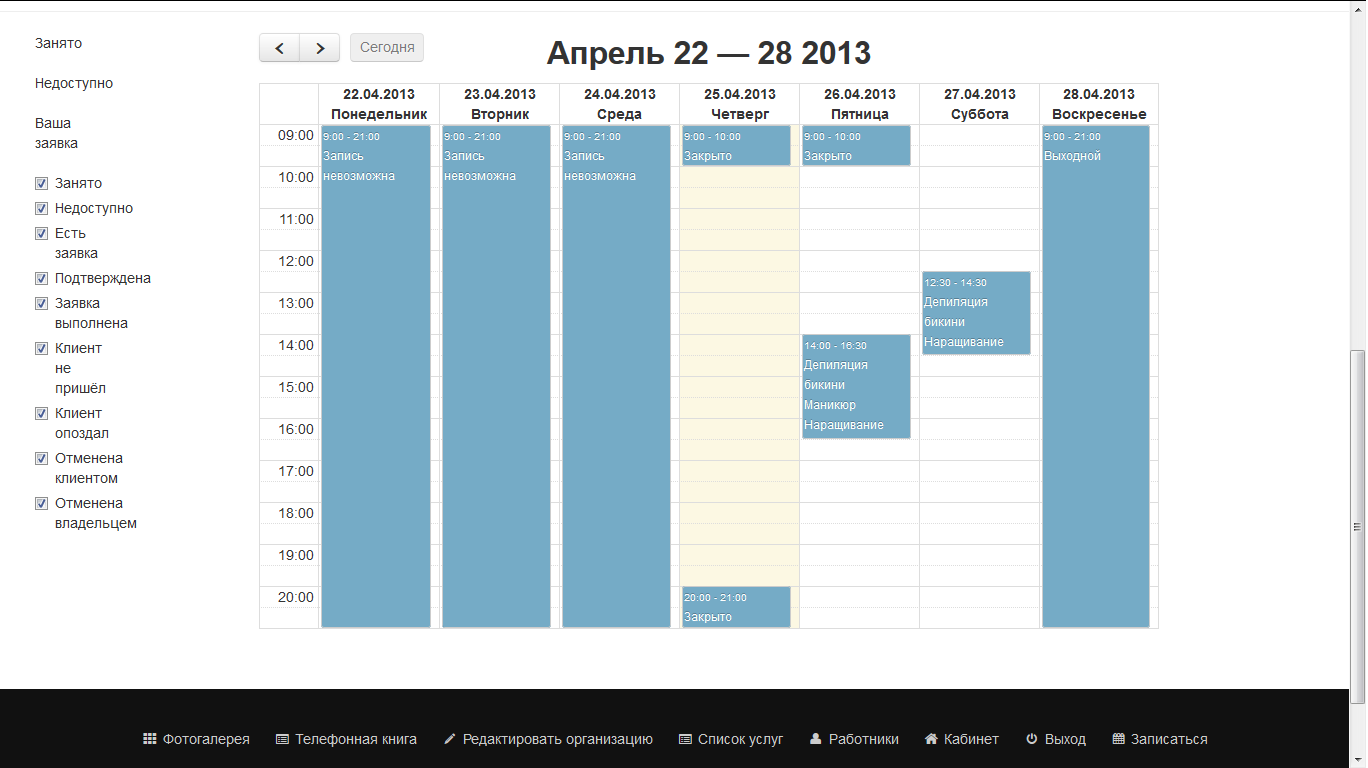 Занято
Недоступно
Ваша
заявка
Занято
Недоступно
Есть
заявка
Подтверждена
Заявка
выполнена
Клиент
не
пришёл
Клиент
опоздал
Отменена
клиентом
Отменена
владельцем
Сегодня
Апрель 22 — 28 2013
22.04.2013
Понедельник
23.04.2013
Вторник
24.04.2013
Среда
25.04.2013
Четверг
26.04.2013
Пятница
27.04.2013
Суббота
28.04.2013
Воскресенье
09:00
10:00
11:00
12:00
13:00
14:00
15:00
16:00
17:00
18:00
19:00
20:00
9:00 - 21:00
Запись
невозможна
9:00 - 21:00
Запись
невозможна
9:00 - 21:00
Запись
невозможна
9:00 - 10:00
Закрыто
20:00 - 21:00
Закрыто
9:00 - 10:00
Закрыто
14:00 - 16:30
Депиляция
бикини
Маникюр
Наращивание
12:30 - 14:30
Депиляция
бикини
Наращивание
9:00 - 21:00
Выходной
Фотогалерея
Телефонная книга
Редактировать организацию
Список услуг
Работники
Кабинет
Выход
Записаться